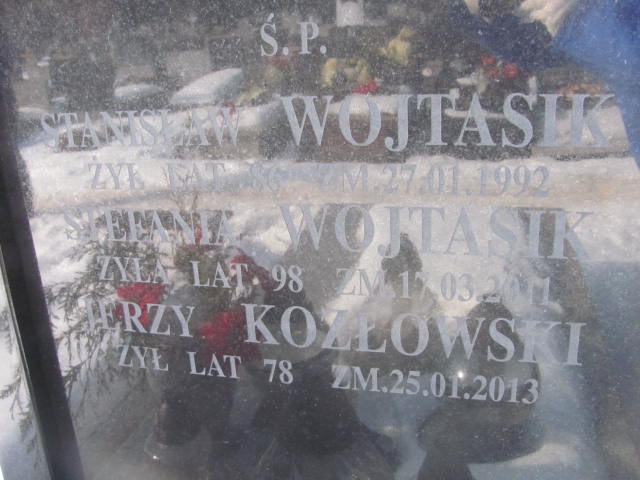 Ś.P.
STANISŁAW WOJTASIK
ŻYŁ LAT 86 ZM.27.01.1992
STEFANIA WOJTASIK
ŻYŁA LAT 98 ZM.17.03.2011
JERZY KOZŁOWSKI
ŻYŁ LAT 78 ZM.25.01.2013